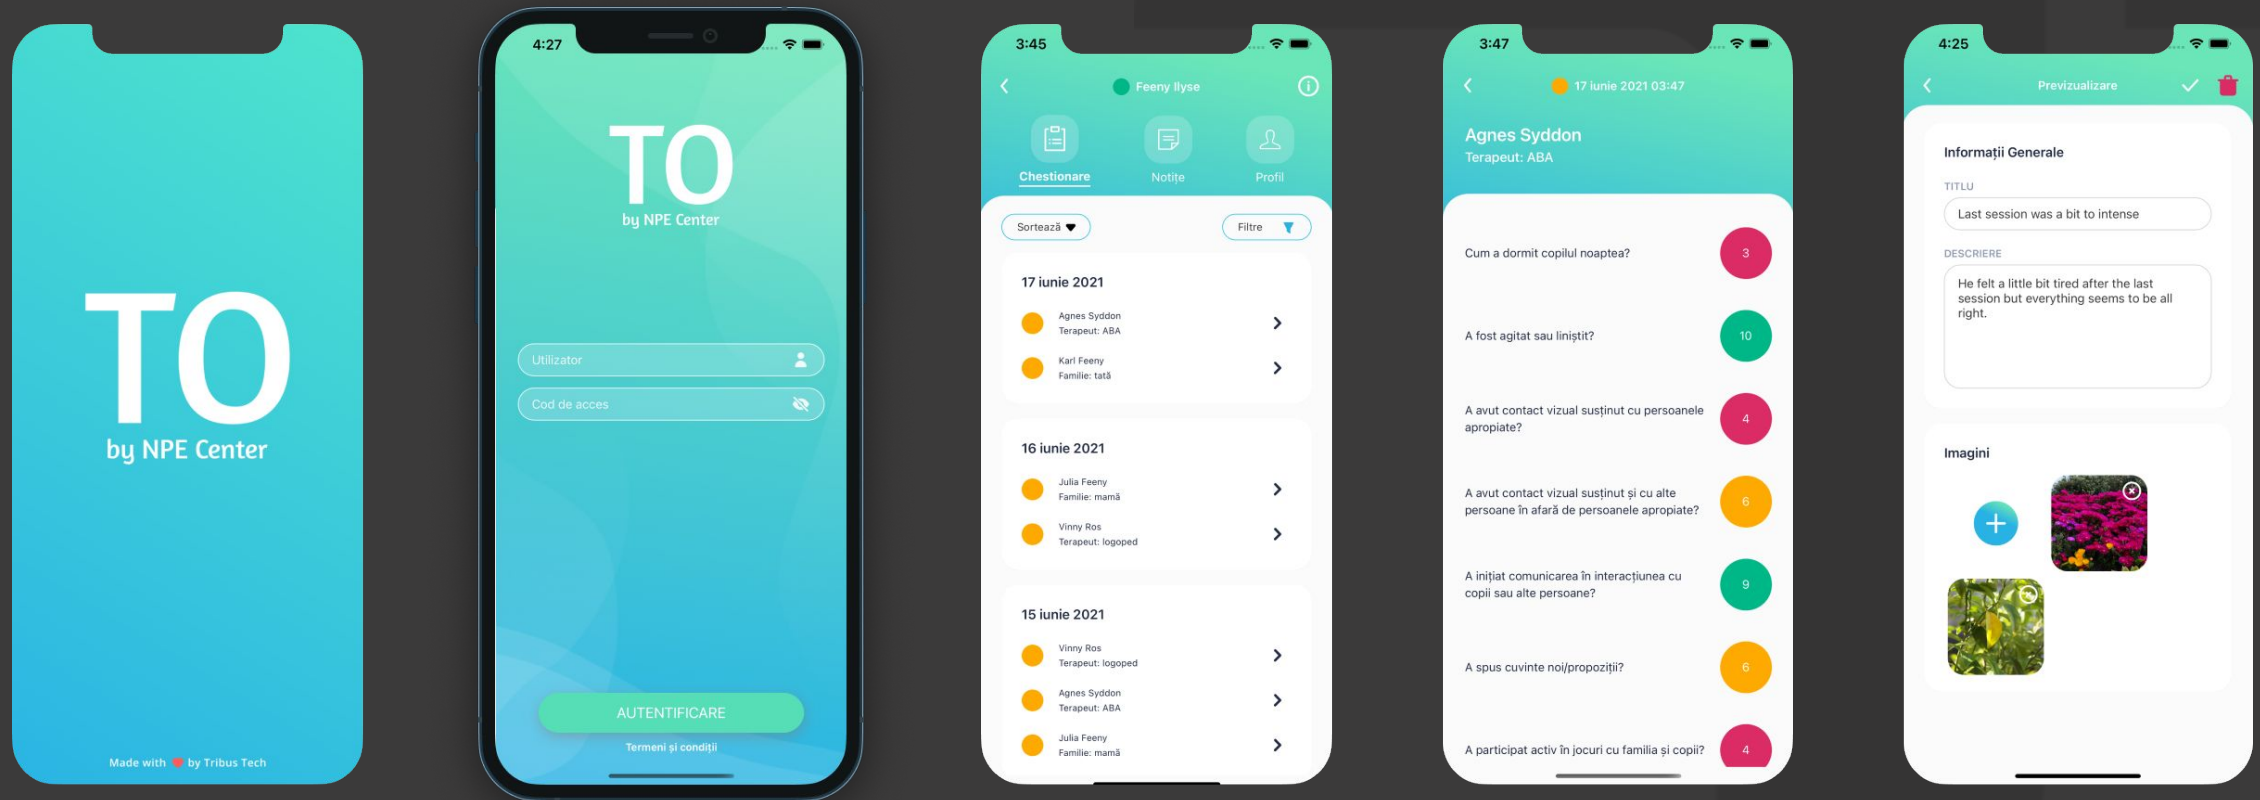 TO
by NPE Center
Made with ❤ by Tribus Tech
4:27
TO
by NPE Center
Utilizator
Cod de acces
AUTENTIFICARE
Termeni și condiții
3:45
Feeny Ilyse
Chestionare
Notițe
Profil
Sortează
Filtre
17 iunie 2021
Agnes Syddon
Terapeut: ABA
Karl Feeny
Familie: tată
16 iunie 2021
Julia Feeny
Familie: mamă
Vinny Ros
Terapeut: logoped
15 iunie 2021
Vinny Ros
Terapeut: logoped
Agnes Syddon
Terapeut: ABA
Julia Feeny
Familie: mamă
3:47
17 iunie 2021 03:47
Agnes Syddon
Terapeut: ABA
Cum a dormit copilul noaptea?
3
A fost agitat sau liniștit?
10
A avut contact vizual susținut cu persoanele
apropiate?
4
A avut contact vizual susținut și cu alte
persoane în afară de persoanele apropiate?
6
A inițiat comunicarea în interacțiunea cu
copii sau alte persoane?
9
A spus cuvinte noi/propoziții?
6
A participat activ în jocuri cu familia și copii?
4
4:25
Previzualizare
Informații Generale
TITLU
Last session was a bit to intense
DESCRIERE
He felt a little bit tired after the last
session but everything seems to be all
right.
Imagini